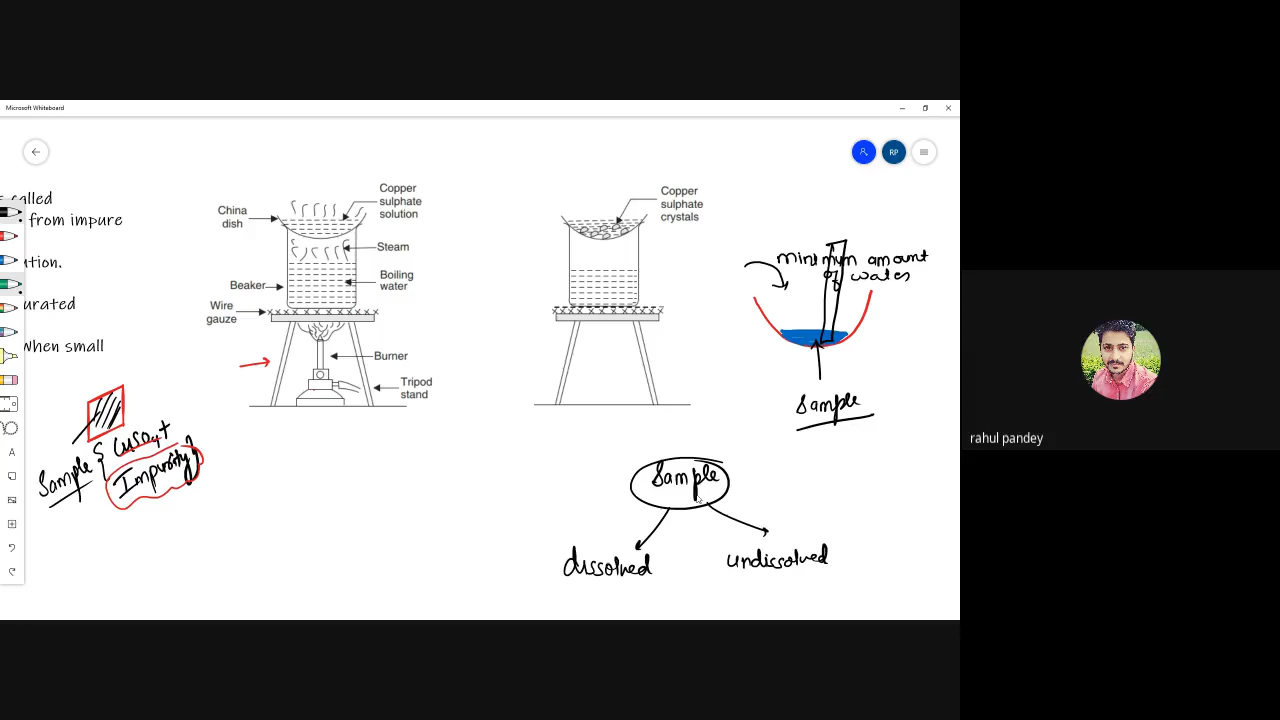 Microsoft Whiteboard
RP
called
from impure
ution.
urated
When small
Copper
sulphate
solution
China
dish
Steam
Boiling
water
Beaker
Wire
gauze
Burner
Tripod
stand
Copper
sulphate
crystals
minimum amount
of water
Sample
Sample { CuSO4 +
Impurity }
Sample
dissolved
undissolved
A
rahul pandey